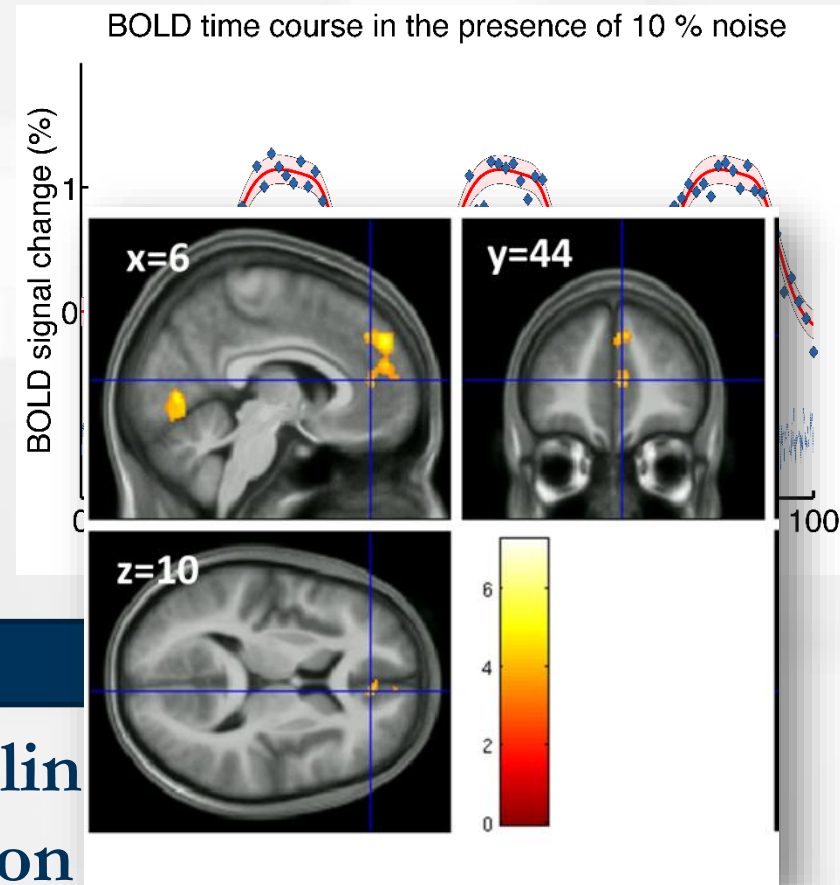 BOLD time course in the presence of 10 % noise
BOLD signal change (%)
1
0
x=6
y=44
100
z=10
6
4
2
0
lin
on